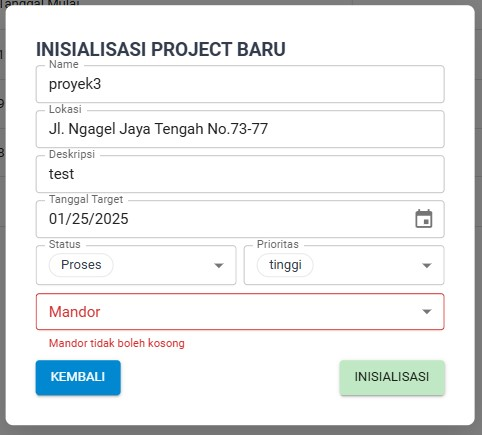 Tanggal Mulai
INISIALISASI PROJECT BARU
Name
proyek3
Lokasi
Jl. Ngagel Jaya Tengah No.73-77
Deskripsi
test
Tanggal Target
01/25/2025
Status
Prioritas
Proses
tinggi
Mandor
Mandor tidak boleh kosong
KEMBALI
INISIALISASI